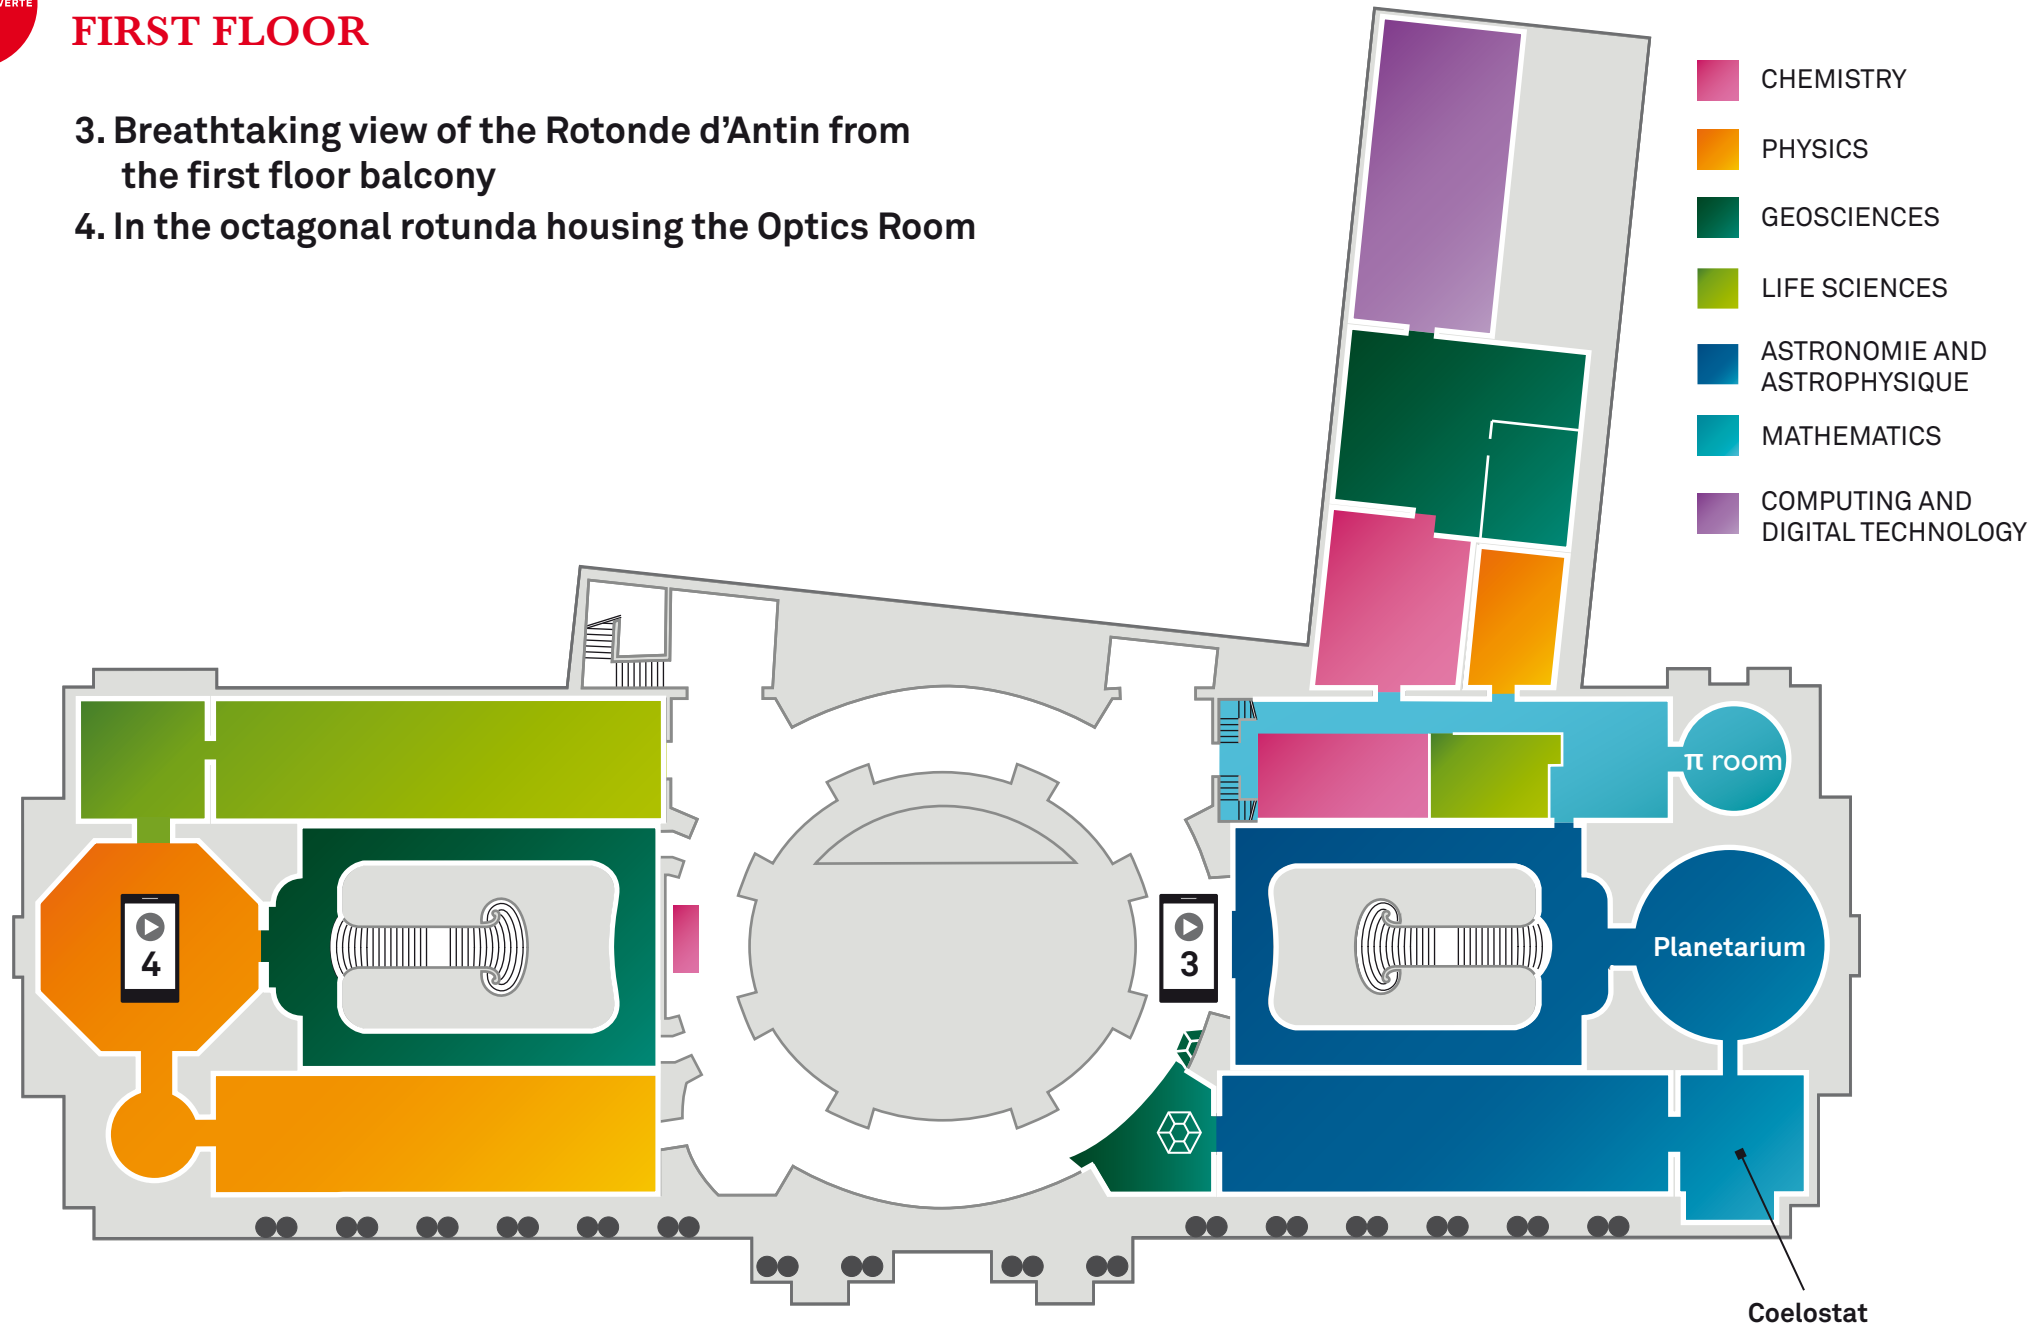 FIRST FLOOR
3. Breathtaking view of the Rotonde d’Antin from
the first floor balcony
4. In the octagonal rotunda housing the Optics Room
CHEMISTRY
PHYSICS
GEOSCIENCES
LIFE SCIENCES
ASTRONOMIE AND
ASTROPHYSIQUE
MATHEMATICS
COMPUTING AND
DIGITAL TECHNOLOGY
π room
4
3
Planetarium
Coelostat